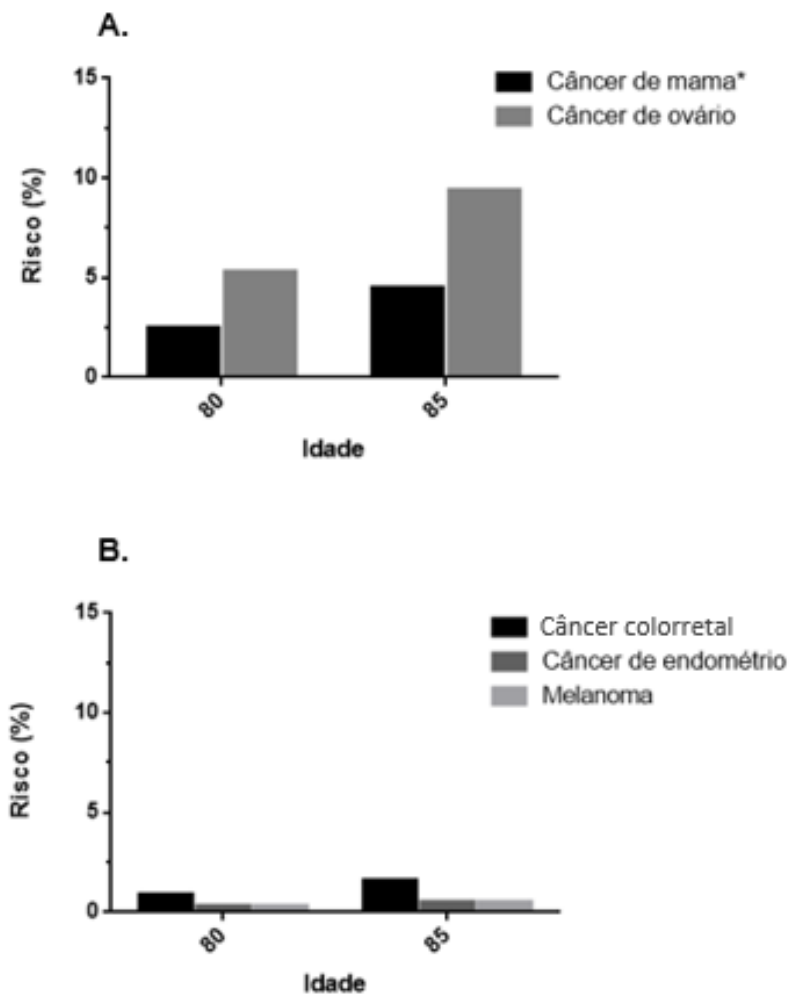 A.
Câncer de mama*
Câncer de ovário
15
10
5
0
Risco (%)
80
85
Idade
B.
Câncer colorretal
Câncer de endométrio
Melanoma
15
10
5
0
Risco (%)
80
85
Idade